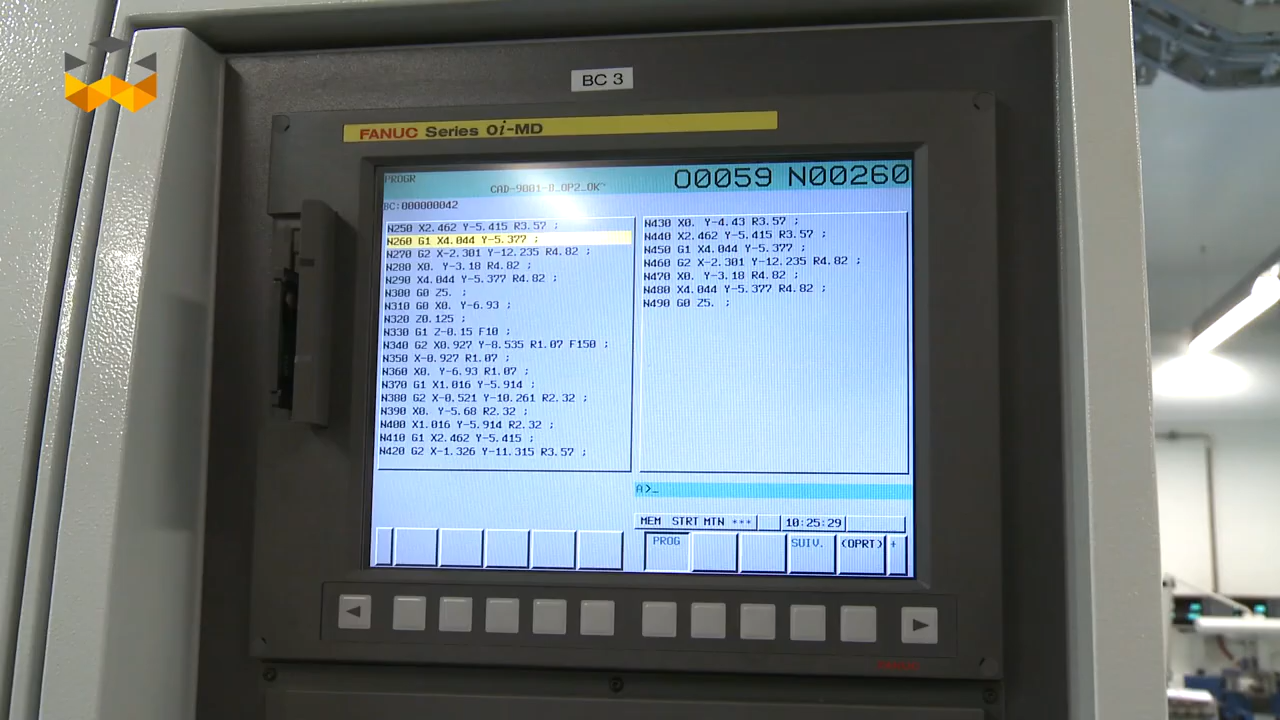 BC 3
FANUC Series 0i-MD
PROGR
O0059 N00260
CAD-9001-B_OP2_OK~
BC:000000042
N250 X2.462 Y-5.415 R3.57 ;
N260 G1 X4.044 Y-5.377 ;
N270 G2 X-2.301 Y-12.235 R4.82 ;
N280 X0. Y-3.18 R4.82 ;
N290 X4.044 Y-5.377 R4.82 ;
N300 G0 Z5. ;
N310 G0 X0. Y-6.93 ;
N320 Z0.125 ;
N330 G1 Z-0.15 F10 ;
N340 G2 X0.927 Y-8.535 R1.07 F150 ;
N350 X-0.927 R1.07 ;
N360 X0. Y-6.93 R1.07 ;
N370 G1 X1.016 Y-5.914 ;
N380 G2 X-0.521 Y-10.261 R2.32 ;
N390 X0. Y-5.68 R2.32 ;
N400 X1.016 Y-5.914 R2.32 ;
N410 G1 X2.462 Y-5.415 ;
N420 G2 X-1.326 Y-11.315 R3.57 ;
N430 X0. Y-4.43 R3.57 ;
N440 X2.462 Y-5.415 R3.57 ;
N450 G1 X4.044 Y-5.377 ;
N460 G2 X-2.301 Y-12.235 R4.82 ;
N470 X0. Y-3.18 R4.82 ;
N480 X4.044 Y-5.377 R4.82 ;
N490 G0 Z5. ;
A>_
MEM STRT MTN *** 10:25:29
PROG SUIV. (OPRT) +